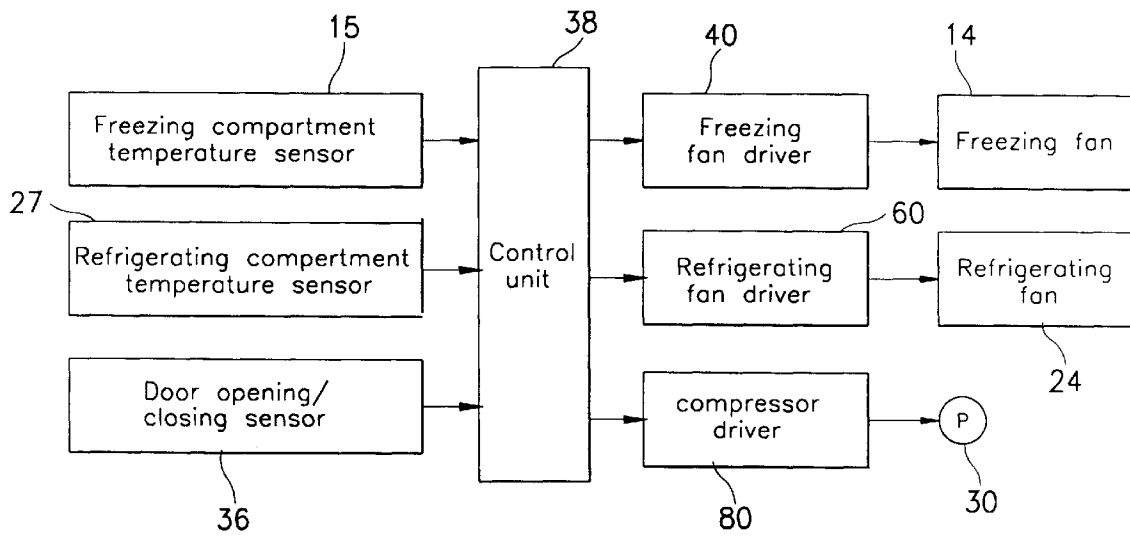 15
38
40
14
Freezing compartment
temperature sensor
Freezing
fan driver
Freezing fan
27
60
Refrigerating compertment
temperature sensor
Control
unit
Refrigerating
fan driver
Refrigerating
fan
24
Door opening/
closing sensor
compressor
driver
P
36
80
30